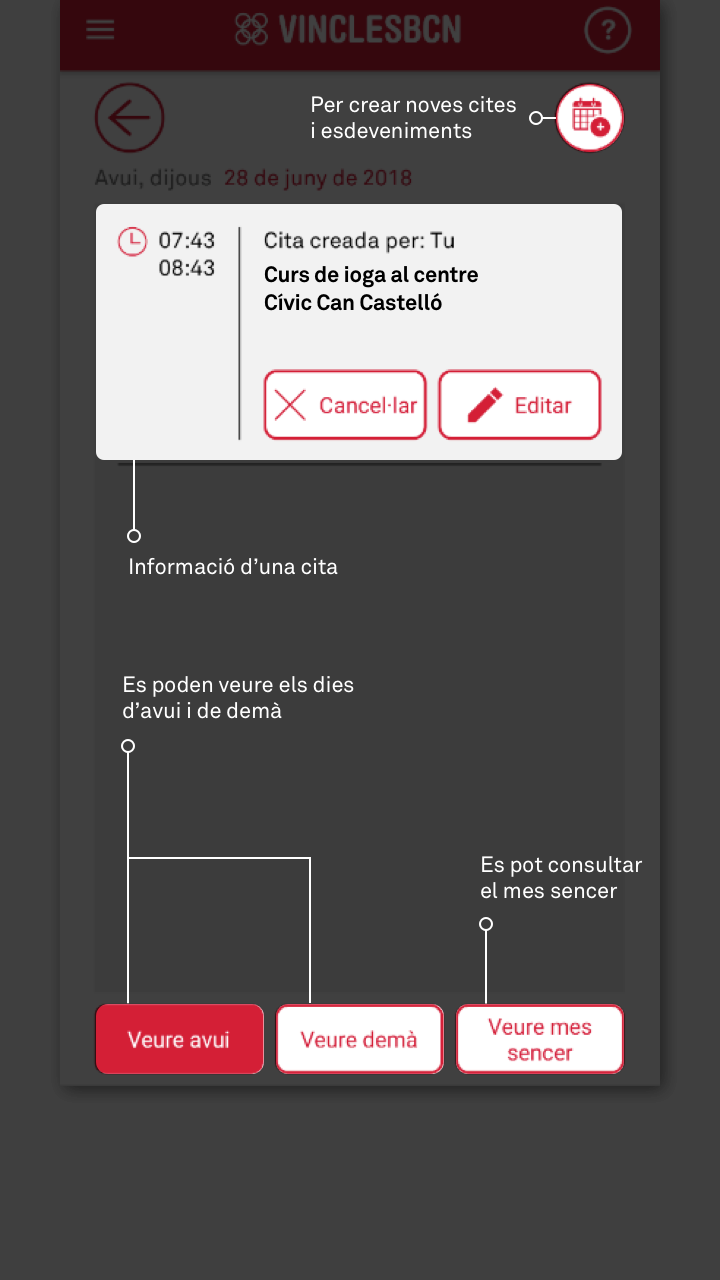 VINCLESBCN
?
Per crear noves cites
i esdeveniments
Avui, dijous 28 de juny de 2018
07:43
08:43
Cita creada per: Tu
Curs de ioga al centre
Cívic Can Castelló
Cancel·lar
Editar
Informació d’una cita
Es poden veure els dies
d’avui i de demà
Es pot consultar
el mes sencer
Veure avui
Veure demà
Veure mes
sencer